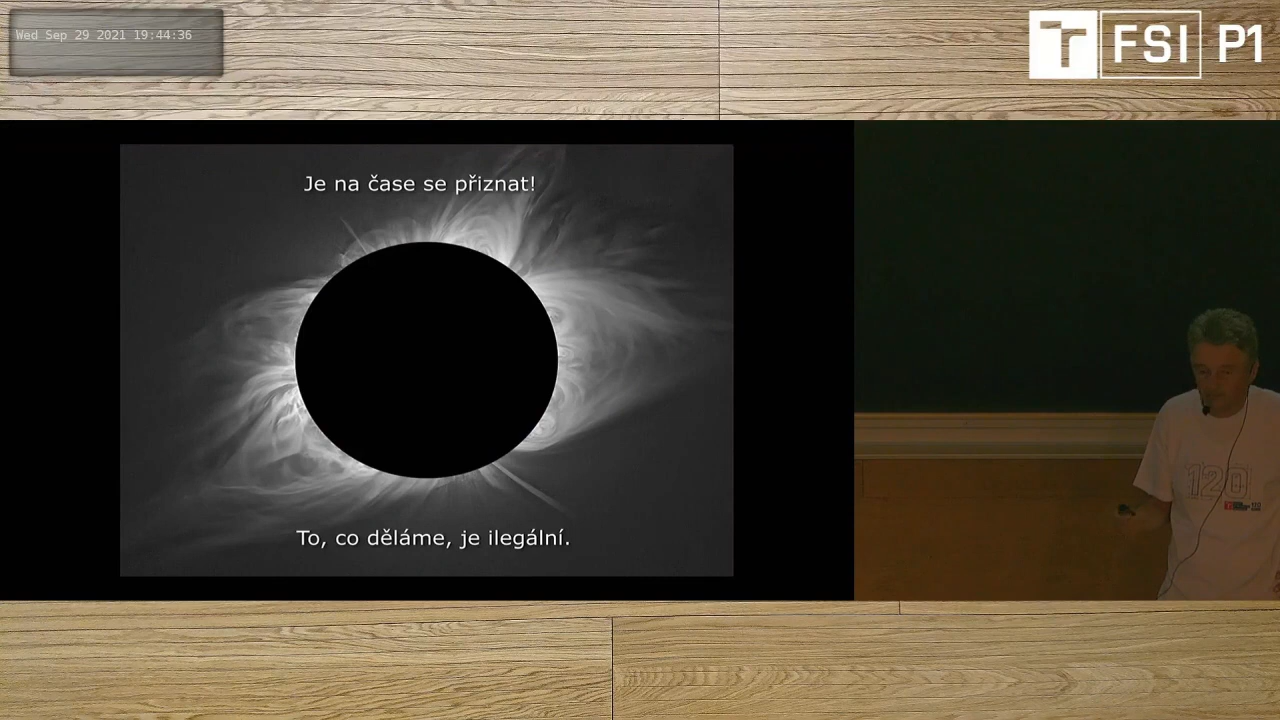 Wed Sep 29 2021 19:44:36
T FSI P1
Je na čase se přiznat!
To, co děláme, je ilegální.
120